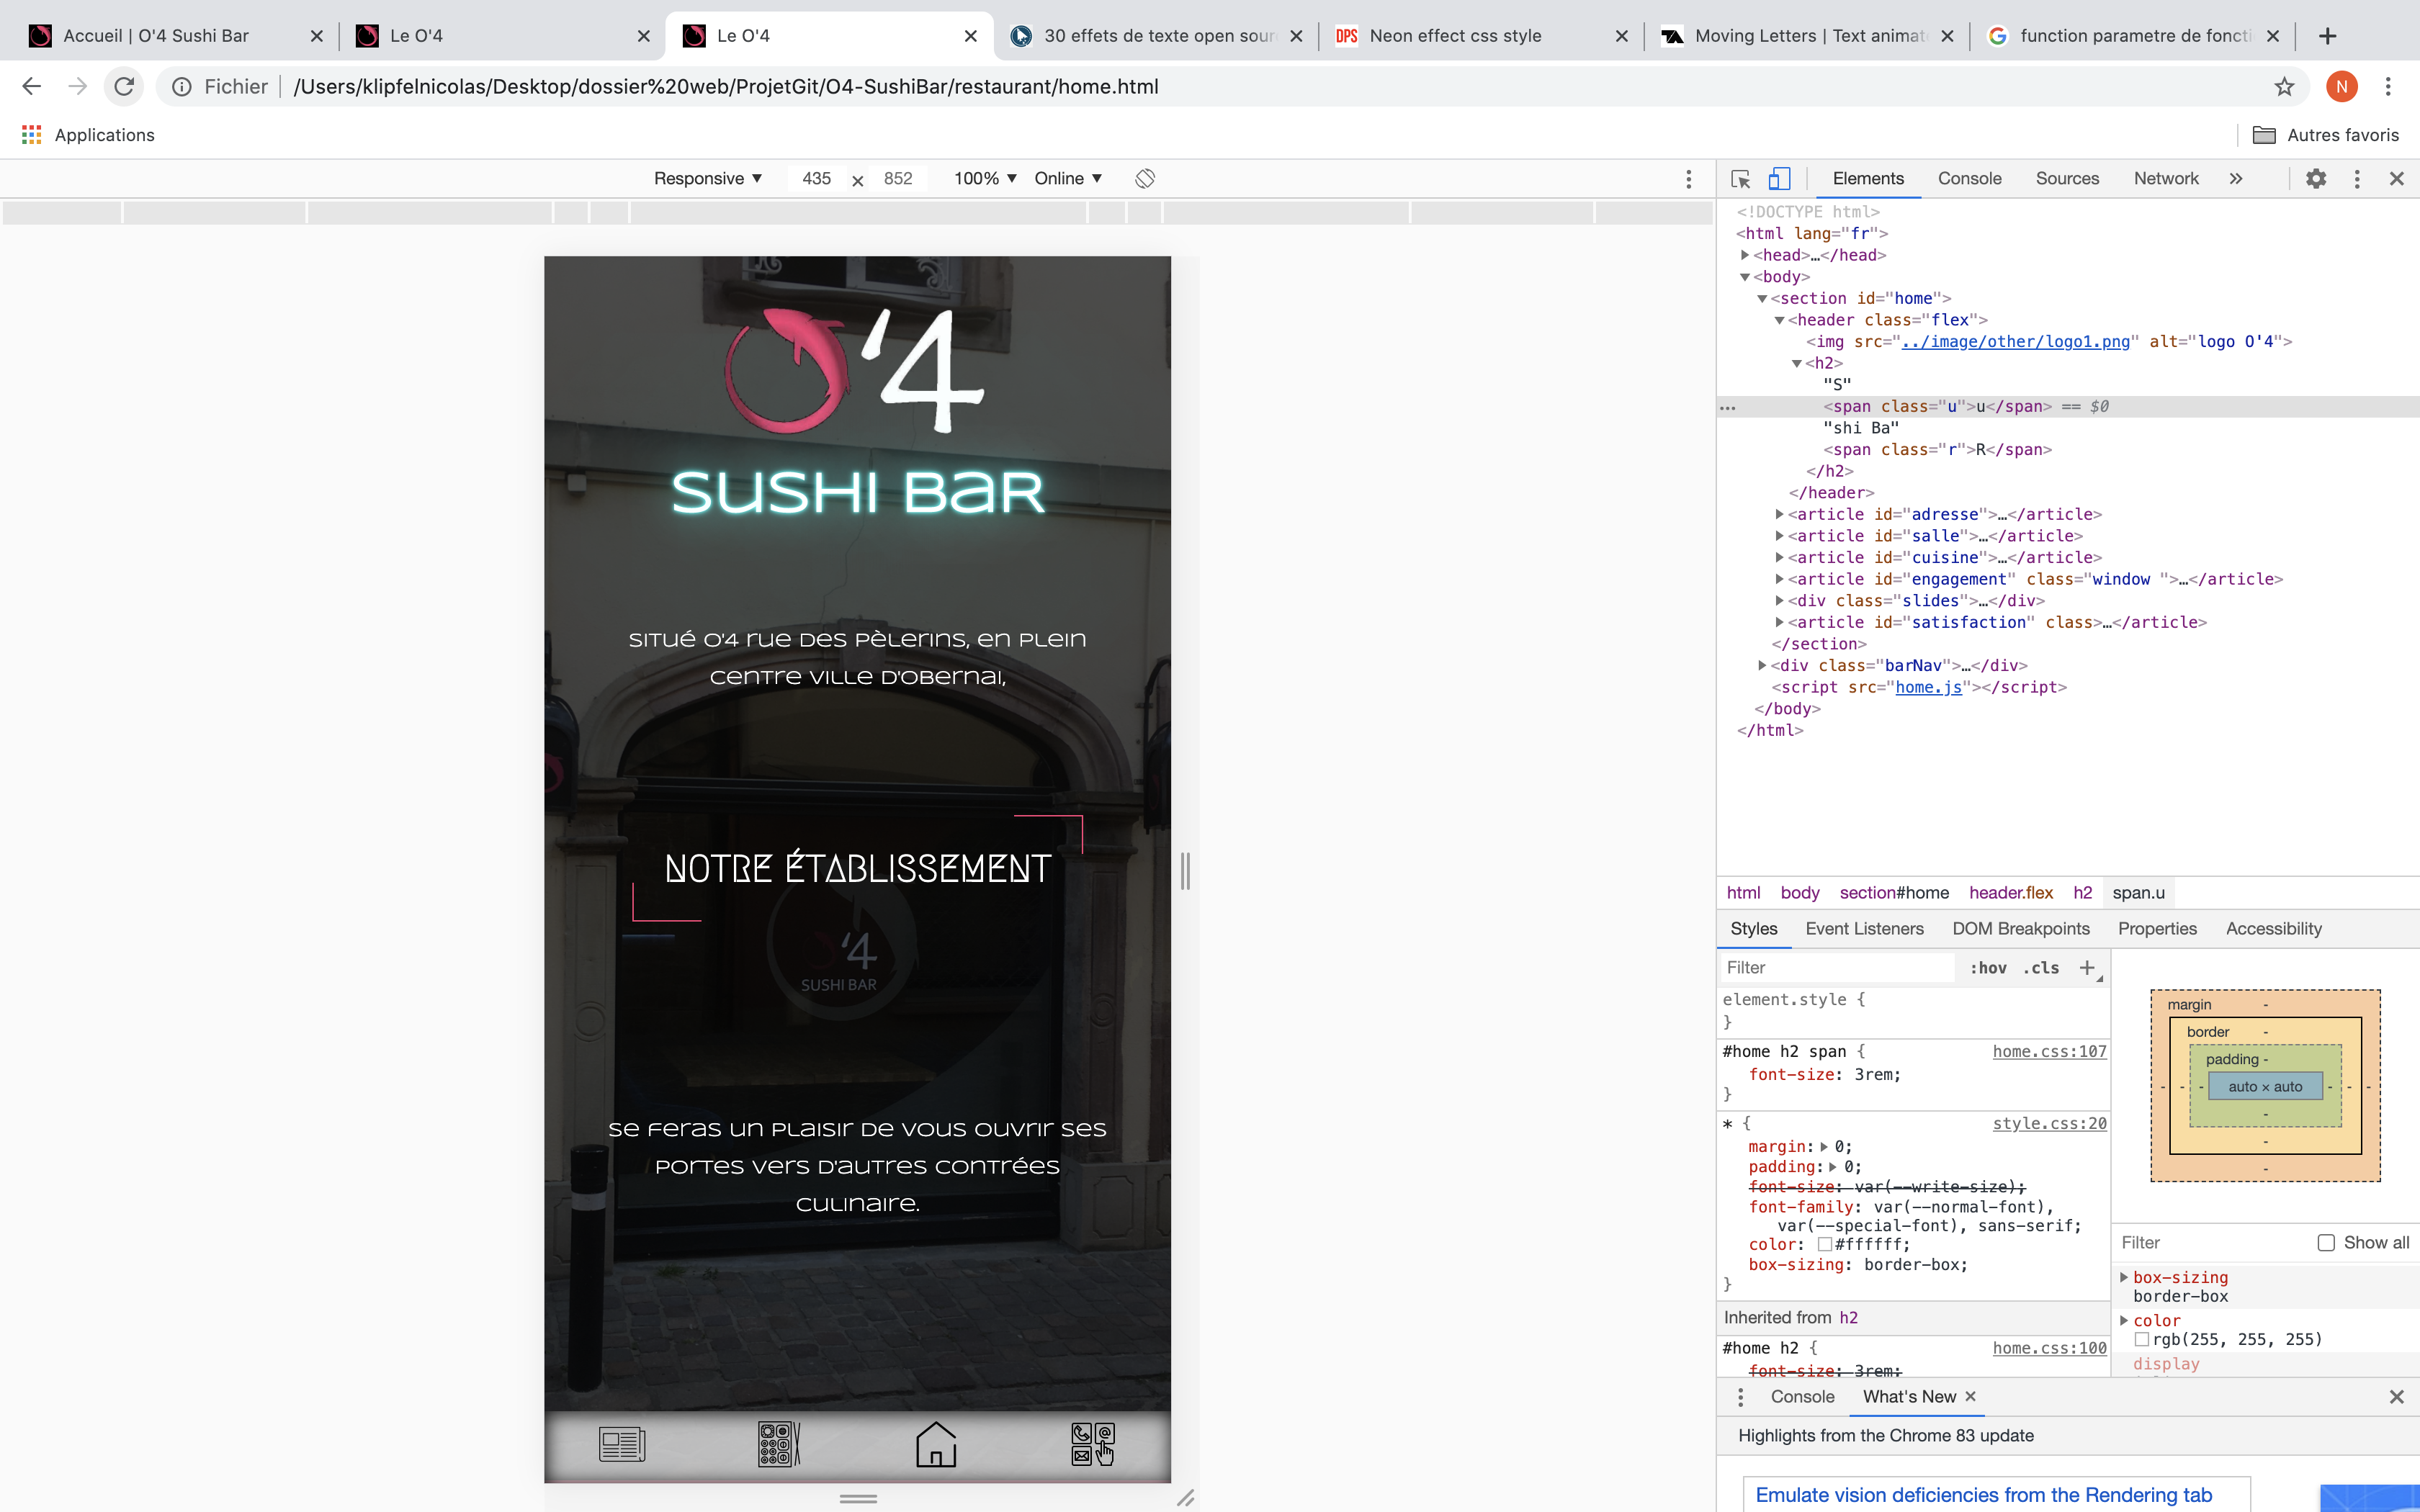 Accueil | O'4 Sushi Bar
Le O'4
Le O'4
30 effets de texte open sour
Neon effect css style
Moving Letters | Text animat
function parametre de foncti
Fichier /Users/klipfelnicolas/Desktop/dossier%20web/ProjetGit/O4-SushiBar/restaurant/home.html
N
Applications
Autres favoris
Responsive 435 × 852 100% Online
O'4
SuSHI BaR
Situé O'4 rue des Pèlerins, en plein
centre ville d'Obernai,
NOTRE ÉTABLISSEMENT
'4
SUSHI BAR
se feras un plaisir de vous ouvrir ses
portes vers d'autres contrées
culinaire.
Elements Console Sources Network »
<!DOCTYPE html>
<html lang="fr">
<head>…</head>
<body>
<section id="home">
<header class="flex">
<img src="../image/other/logo1.png" alt="logo O'4">
<h2>
"S"
… <span class="u">u</span> == $0
"shi Ba"
<span class="r">R</span>
</h2>
</header>
<article id="adresse">…</article>
<article id="salle">…</article>
<article id="cuisine">…</article>
<article id="engagement" class="window ">…</article>
<div class="slides">…</div>
<article id="satisfaction" class>…</article>
</section>
<div class="barNav">…</div>
<script src="home.js"></script>
</body>
</html>
html body section#home header.flex h2 span.u
Styles Event Listeners DOM Breakpoints Properties Accessibility
Filter :hov .cls +
element.style {
}
#home h2 span { home.css:107
font-size: 3rem;
}
* { style.css:20
margin: 0;
padding: 0;
font-size: var(--write-size);
font-family: var(--normal-font),
var(--special-font), sans-serif;
color: #ffffff;
box-sizing: border-box;
}
Inherited from h2
#home h2 { home.css:100
font-size: 3rem;
margin -
border -
padding -
- - - auto × auto - - -
-
-
-
Filter Show all
box-sizing
border-box
color
rgb(255, 255, 255)
display
Console What's New
Highlights from the Chrome 83 update
Emulate vision deficiencies from the Rendering tab